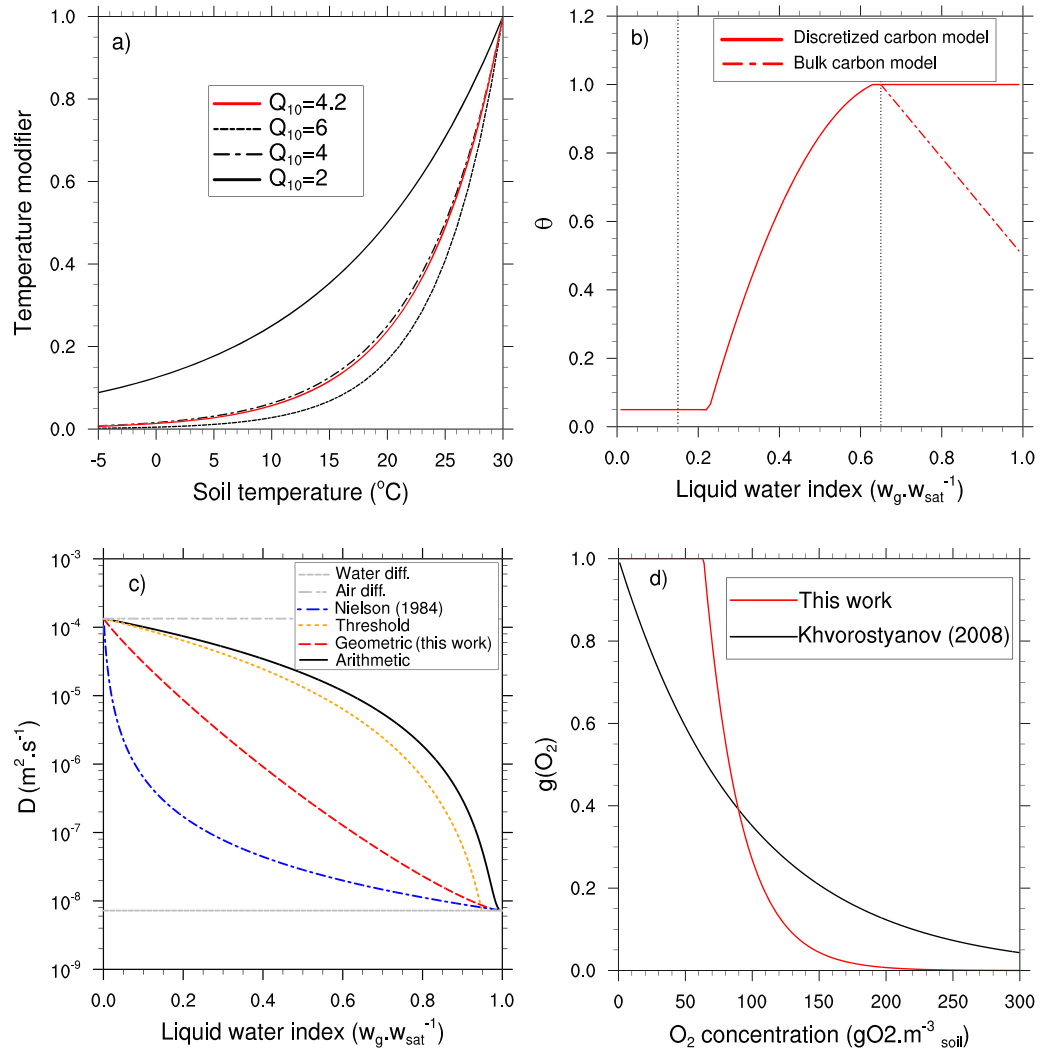 a)
Q10=4.2
Q10=6
Q10=4
Q10=2
Temperature modifier
0.0
0.2
0.4
0.6
0.8
1.0
-5 0 5 10 15 20 25 30
Soil temperature (°C)
b)
Discretized carbon model
Bulk carbon model
θ
0.0
0.2
0.4
0.6
0.8
1.0
1.2
0.0 0.2 0.4 0.6 0.8 1.0
Liquid water index (wg.wsat-1)
c)
Water diff.
Air diff.
Nielson (1984)
Threshold
Geometric (this work)
Arithmetic
D (m2.s-1)
10-3
10-4
10-5
10-6
10-7
10-8
10-9
0.0 0.2 0.4 0.6 0.8 1.0
Liquid water index (wg.wsat-1)
d)
This work
Khvorostyanov (2008)
g(O2)
1.0
0.8
0.6
0.4
0.2
0.0
0 50 100 150 200 250 300
O2 concentration (gO2.m-3 soil)